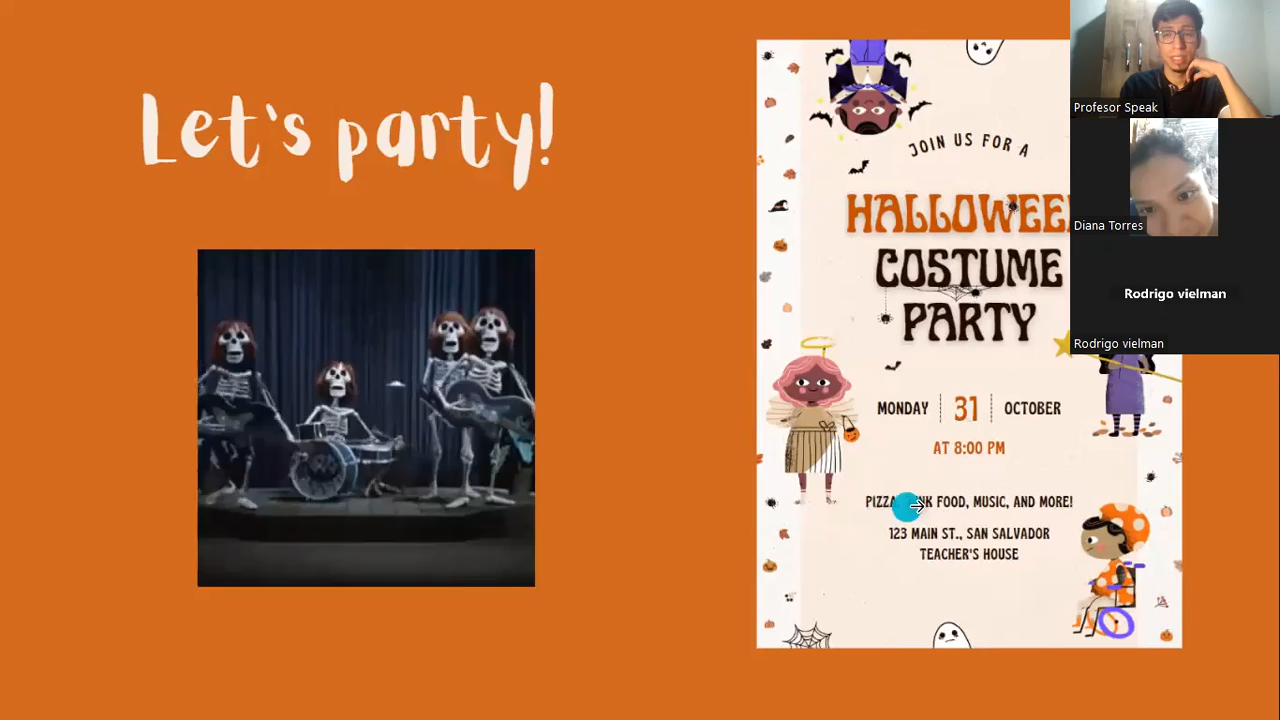 Let's party!
JOIN US FOR A
HALLOWEE
COSTUME
PARTY
MONDAY 31 OCTOBER
AT 8:00 PM
PIZZA, FOOD, MUSIC, AND MORE!
123 MAIN ST., SAN SALVADOR
TEACHER'S HOUSE
Profesor Speak
Diana Torres
Rodrigo vielman
Rodrigo vielman